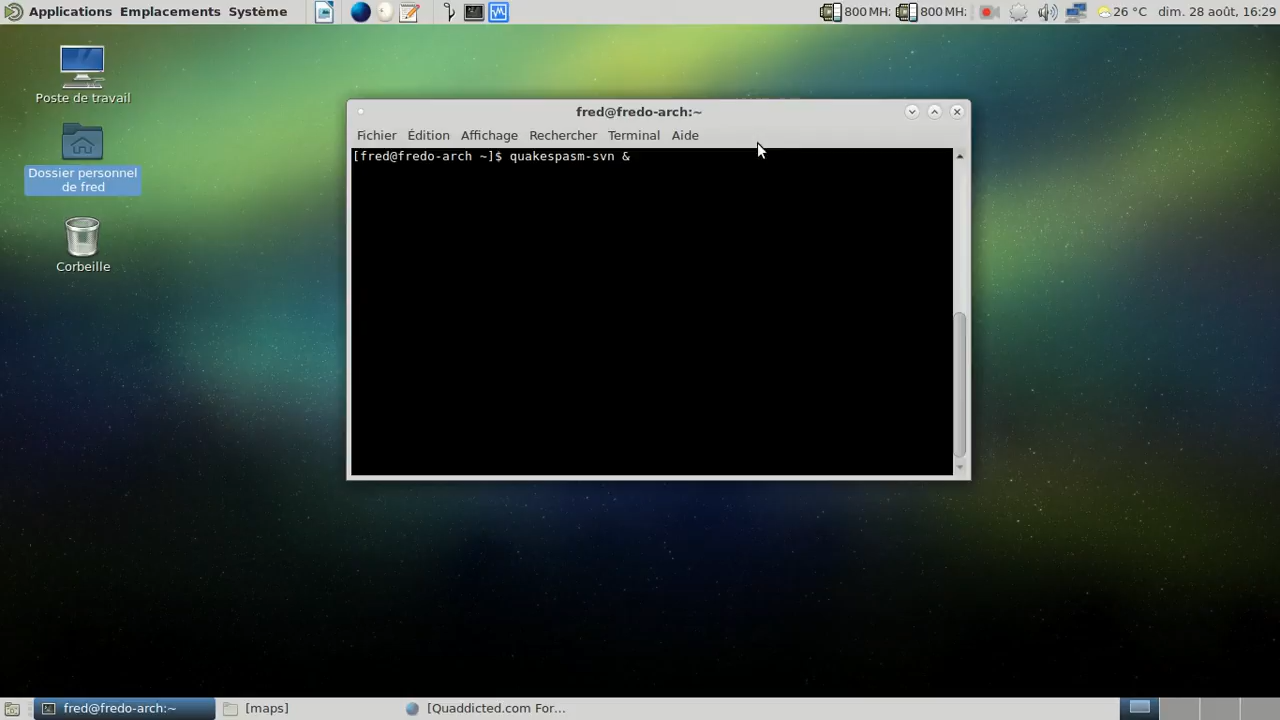 Applications Emplacements Système
800 MH: 800 MH: 26 °C dim. 28 août, 16:29
Poste de travail
Dossier personnel
de fred
Corbeille
fred@fredo-arch:~
Fichier Édition Affichage Rechercher Terminal Aide
[fred@fredo-arch ~]$ quakespasm-svn &
fred@fredo-arch:~ [maps] [Quaddicted.com For...